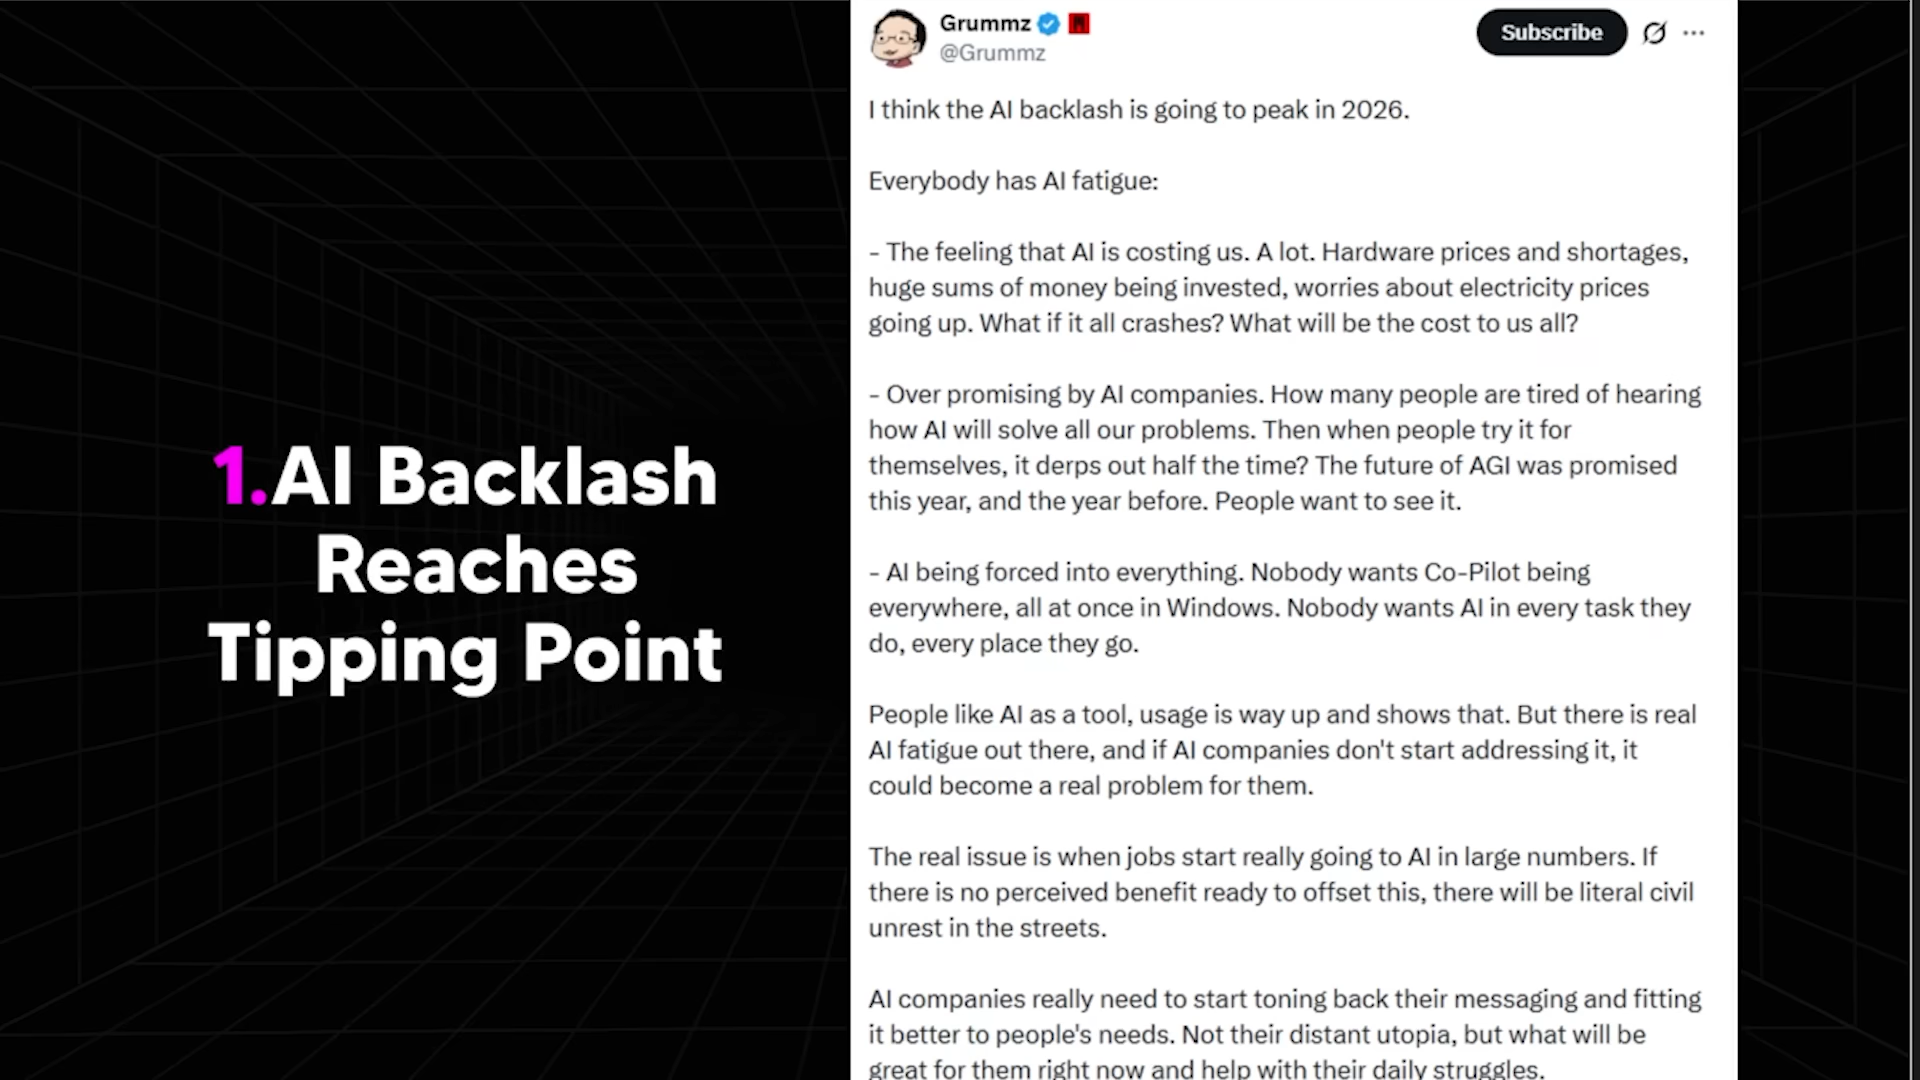 1.AI Backlash
Reaches
Tipping Point
Grummz
@Grummz
Subscribe
I think the AI backlash is going to peak in 2026.
Everybody has AI fatigue:
- The feeling that AI is costing us. A lot. Hardware prices and shortages,
huge sums of money being invested, worries about electricity prices
going up. What if it all crashes? What will be the cost to us all?
- Over promising by AI companies. How many people are tired of hearing
how AI will solve all our problems. Then when people try it for
themselves, it derps out half the time? The future of AGI was promised
this year, and the year before. People want to see it.
- AI being forced into everything. Nobody wants Co-Pilot being
everywhere, all at once in Windows. Nobody wants AI in every task they
do, every place they go.
People like AI as a tool, usage is way up and shows that. But there is real
AI fatigue out there, and if AI companies don't start addressing it, it
could become a real problem for them.
The real issue is when jobs start really going to AI in large numbers. If
there is no perceived benefit ready to offset this, there will be literal civil
unrest in the streets.
AI companies really need to start toning back their messaging and fitting
it better to people's needs. Not their distant utopia, but what will be
great for them right now and help with their daily struggles.